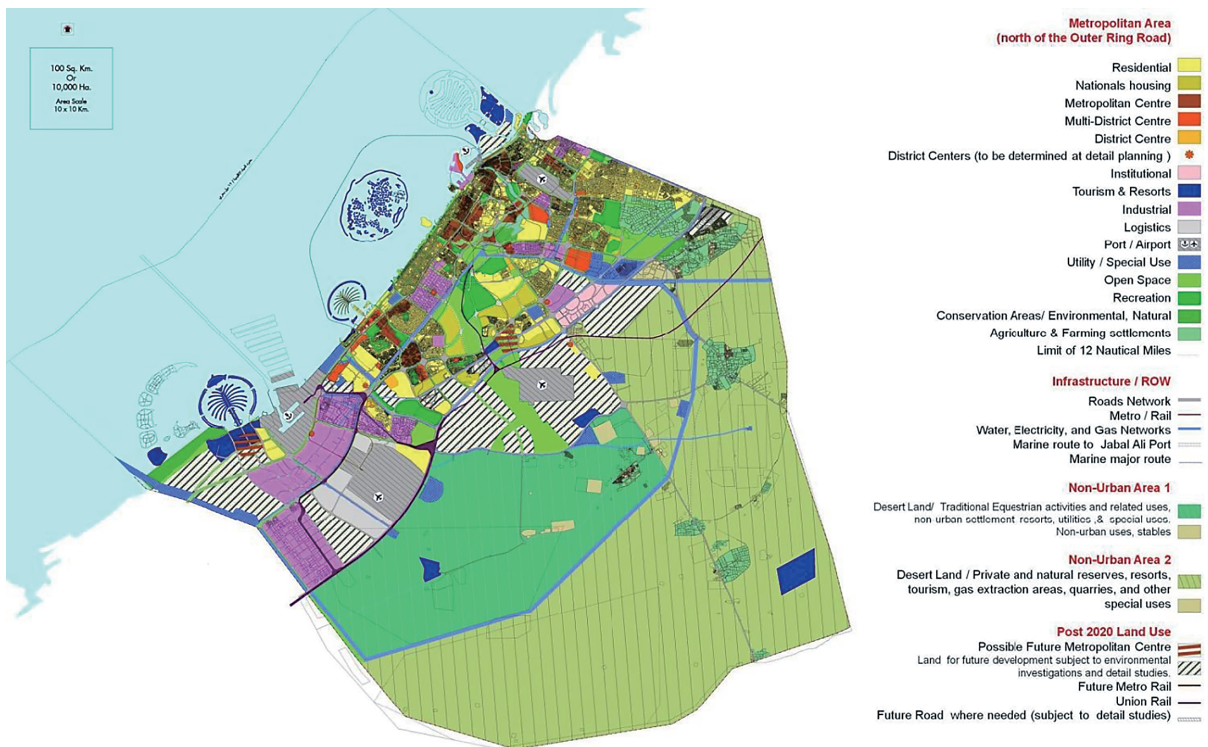 100 Sq. Km.
Or
10,000 Ha.
Area Scale
10 x 10 Km.
Metropolitan Area
(north of the Outer Ring Road)
Residential
Nationals housing
Metropolitan Centre
Multi-District Centre
District Centre
District Centers (to be determined at detail planning )
Institutional
Tourism & Resorts
Industrial
Logistics
Port / Airport
Utility / Special Use
Open Space
Recreation
Conservation Areas/ Environmental, Natural
Agriculture & Farming settlements
Limit of 12 Nautical Miles
Infrastructure / ROW
Roads Network
Metro / Rail
Water, Electricity, and Gas Networks
Marine route to Jabal Ali Port
Marine major route
Non-Urban Area 1
Desert Land/ Traditional Equestrian activities and related uses,
non-urban settlement resorts, utilities ,& special uses.
Non-urban uses, stables
Non-Urban Area 2
Desert Land / Private and natural reserves, resorts,
tourism, gas extraction areas, quarries, and other
special uses
Post 2020 Land Use
Possible Future Metropolitan Centre
Land for future development subject to environmental
investigations and detail studies.
Future Metro Rail
Union Rail
Future Road where needed (subject to detail studies)